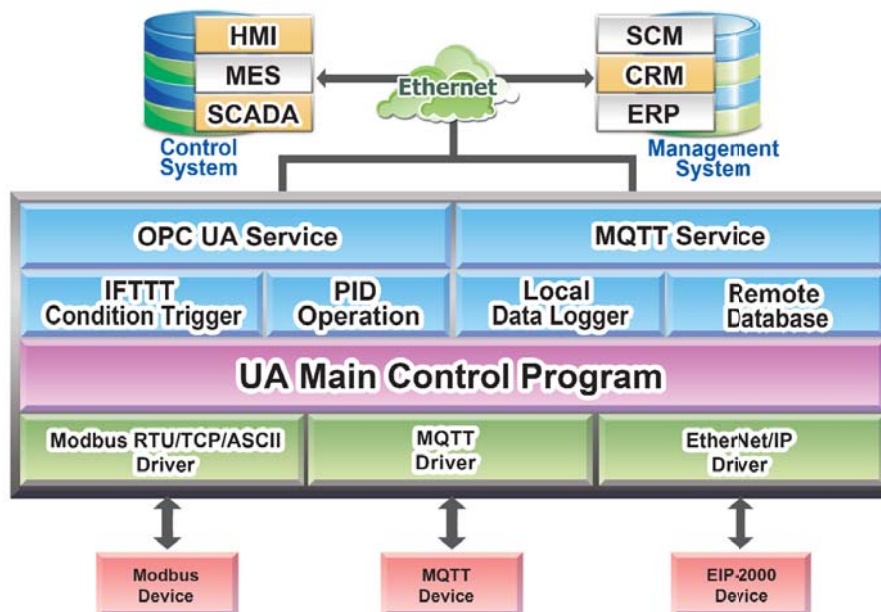 HMI
MES
SCADA
Control
System
Ethernet
SCM
CRM
ERP
Management
System
OPC UA Service
MQTT Service
IFTTT
Condition Trigger
PID
Operation
Local
Data Logger
Remote
Database
UA Main Control Program
Modbus RTU/TCP/ASCII
Driver
MQTT
Driver
EtherNet/IP
Driver
Modbus
Device
MQTT
Device
EIP-2000
Device